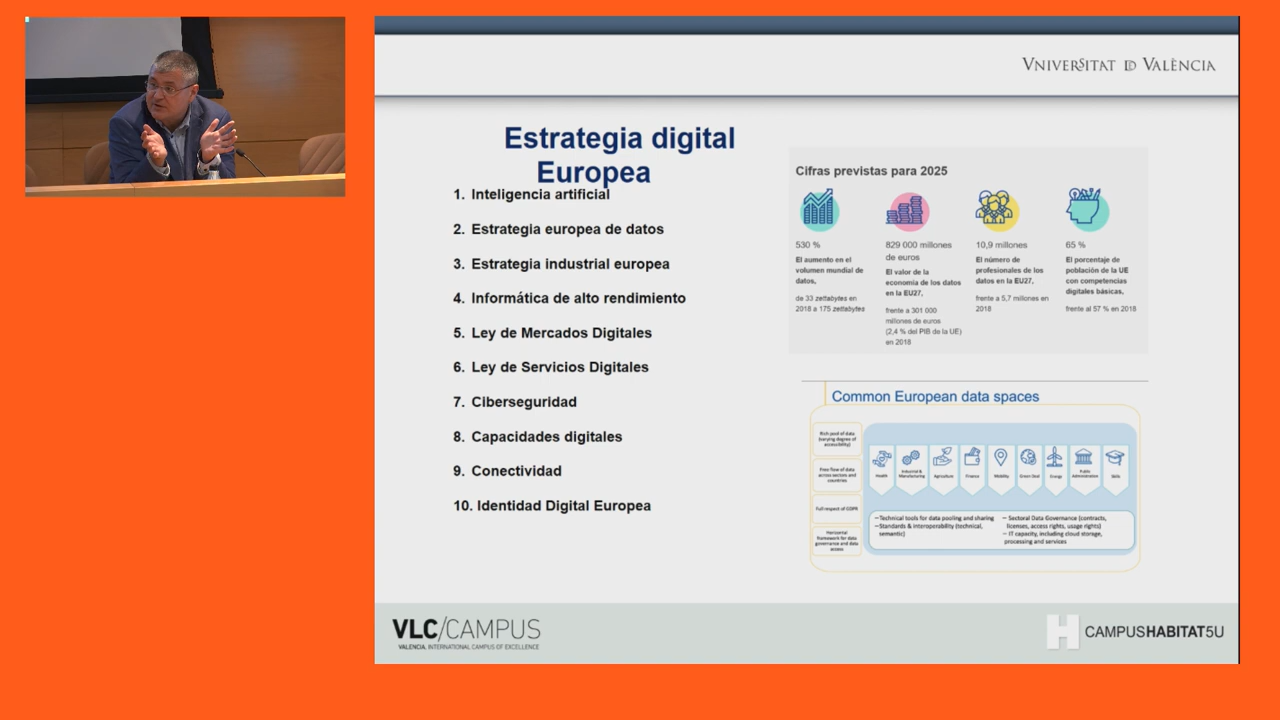 VNIVERSITAT D VALÈNCIA
Estrategia digital
Europea
1. Inteligencia artificial
2. Estrategia europea de datos
3. Estrategia industrial europea
4. Informática de alto rendimiento
5. Ley de Mercados Digitales
6. Ley de Servicios Digitales
7. Ciberseguridad
8. Capacidades digitales
9. Conectividad
10. Identidad Digital Europea
Cifras previstas para 2025
530 %
El aumento en el
volumen mundial de
datos,
de 33 zettabytes en
2018 a 175 zettabytes
829 000 millones
de euros
El valor de la
economía de los datos
en la EU27,
frente a 301 000
millones de euros
(2,4 % del PIB de la UE)
en 2018
10,9 millones
El número de
profesionales de los
datos en la EU27,
frente a 5,7 millones en
2018
65 %
El porcentaje de
población de la UE
con competencias
digitales básicas,
frente al 57 % en 2018
Common European data spaces
Rich pool of data
(varying degree of
accessibility)
Free flow of data
across sectors and
countries
Full respect of GDPR
Horizontal
framework for data
governance and data
access
Health
Industrial &
Manufacturing
Agriculture
Finance
Mobility
Green Deal
Energy
Public
Administration
Skills
– Technical tools for data pooling and sharing
– Standards & interoperability (technical,
semantic)
– Sectoral Data Governance (contracts,
licenses, access rights, usage rights)
– IT capacity, including cloud storage,
processing and services
VLC/CAMPUS
VALENCIA. INTERNATIONAL CAMPUS OF EXCELLENCE
H CAMPUSHABITAT5U